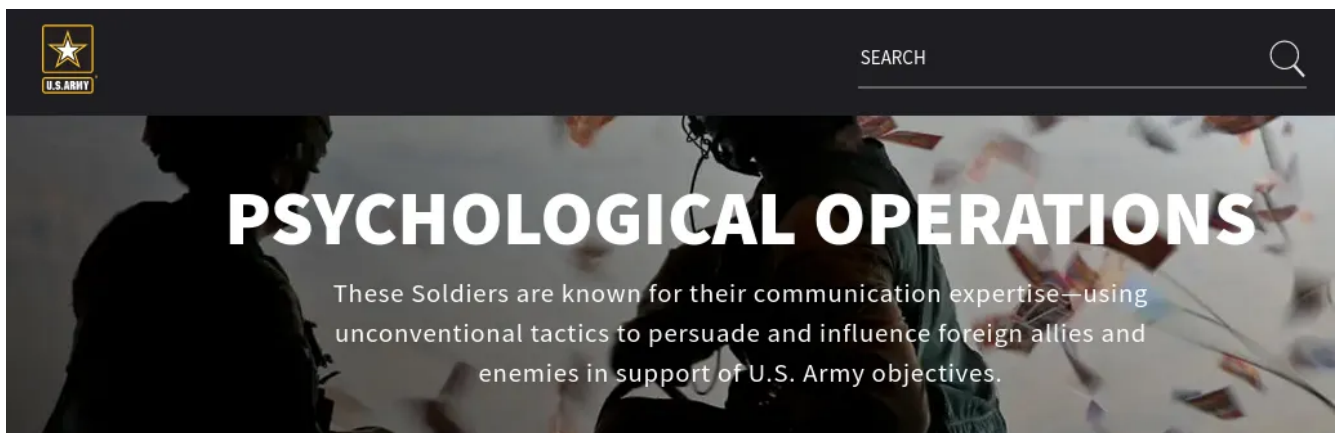 U.S.ARMY
SEARCH
PSYCHOLOGICAL OPERATIONS
These Soldiers are known for their communication expertise—using
unconventional tactics to persuade and influence foreign allies and
enemies in support of U.S. Army objectives.